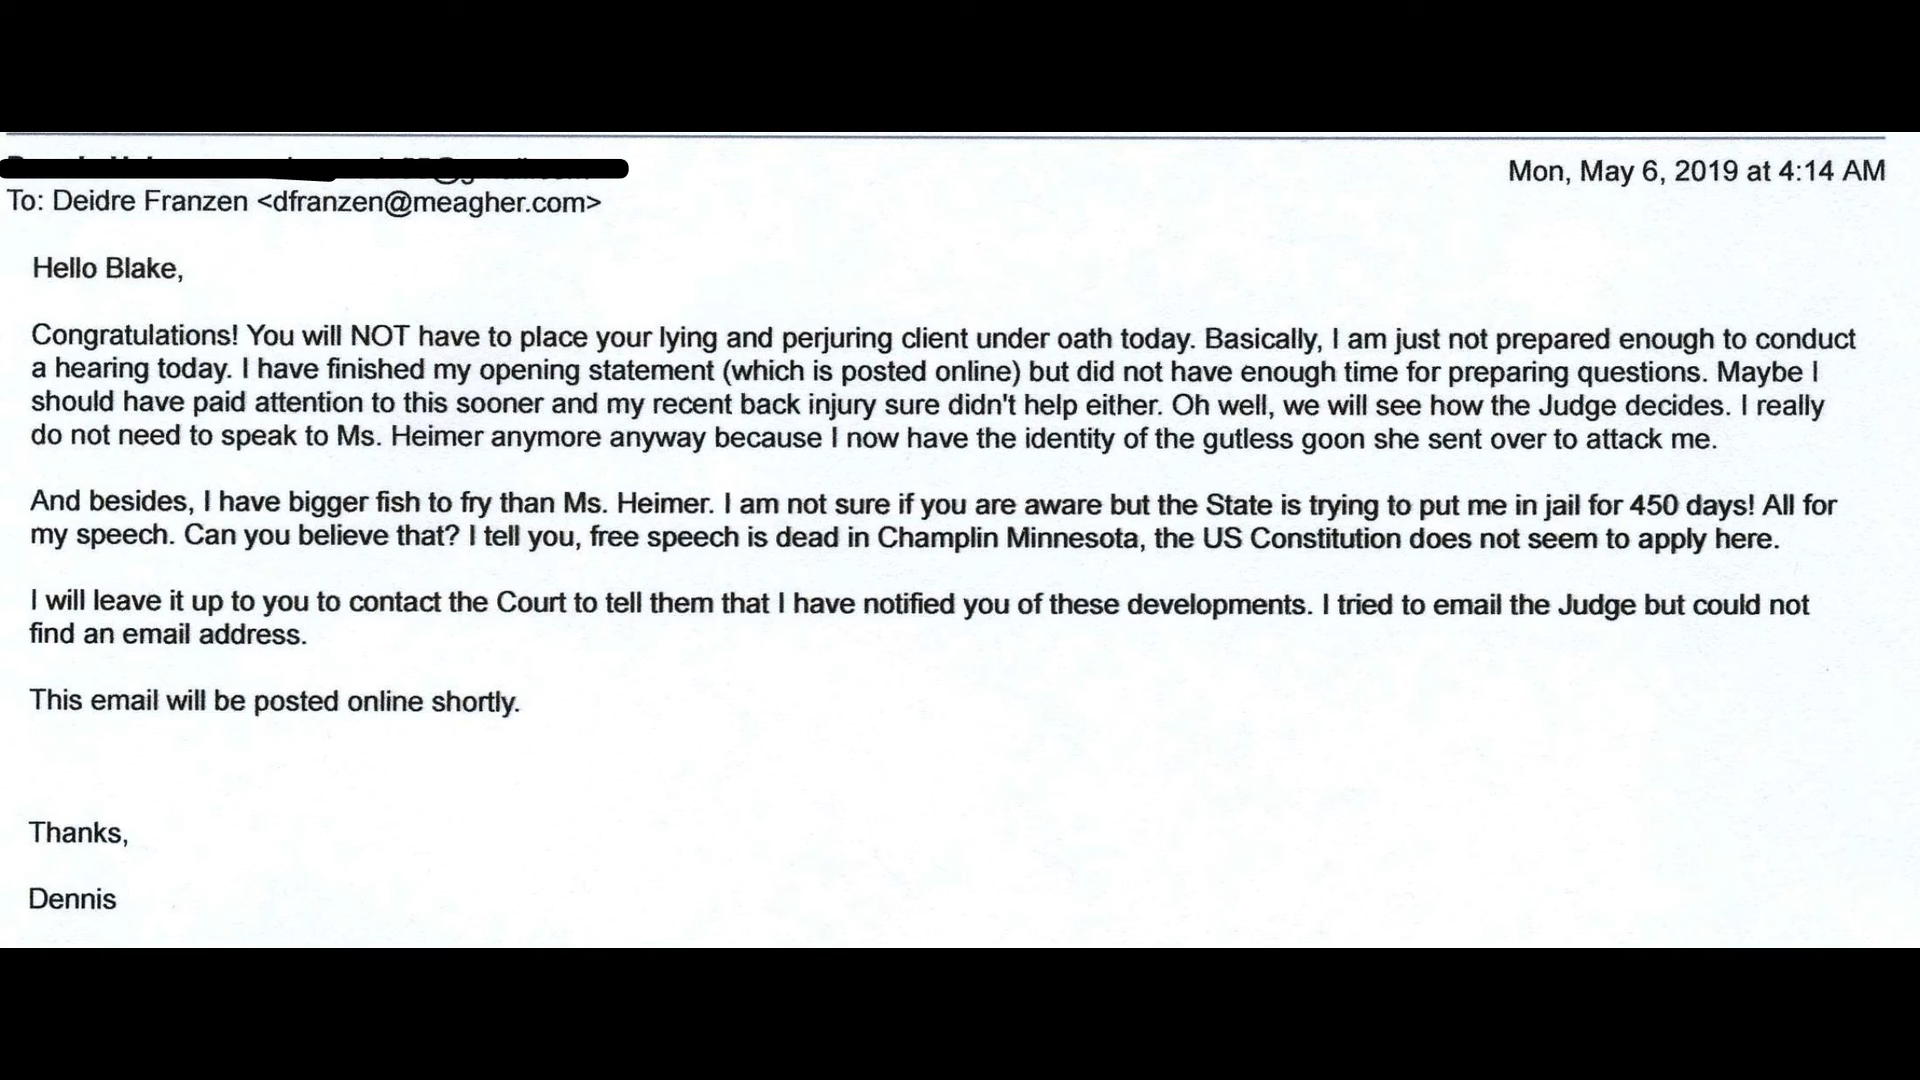 Mon, May 6, 2019 at 4:14 AM
To: Deidre Franzen <dfranzen@meagher.com>
Hello Blake,
Congratulations! You will NOT have to place your lying and perjuring client under oath today. Basically, I am just not prepared enough to conduct
a hearing today. I have finished my opening statement (which is posted online) but did not have enough time for preparing questions. Maybe I
should have paid attention to this sooner and my recent back injury sure didn't help either. Oh well, we will see how the Judge decides. I really
do not need to speak to Ms. Heimer anymore anyway because I now have the identity of the gutless goon she sent over to attack me.
And besides, I have bigger fish to fry than Ms. Heimer. I am not sure if you are aware but the State is trying to put me in jail for 450 days! All for
my speech. Can you believe that? I tell you, free speech is dead in Champlin Minnesota, the US Constitution does not seem to apply here.
I will leave it up to you to contact the Court to tell them that I have notified you of these developments. I tried to email the Judge but could not
find an email address.
This email will be posted online shortly.
Thanks,
Dennis